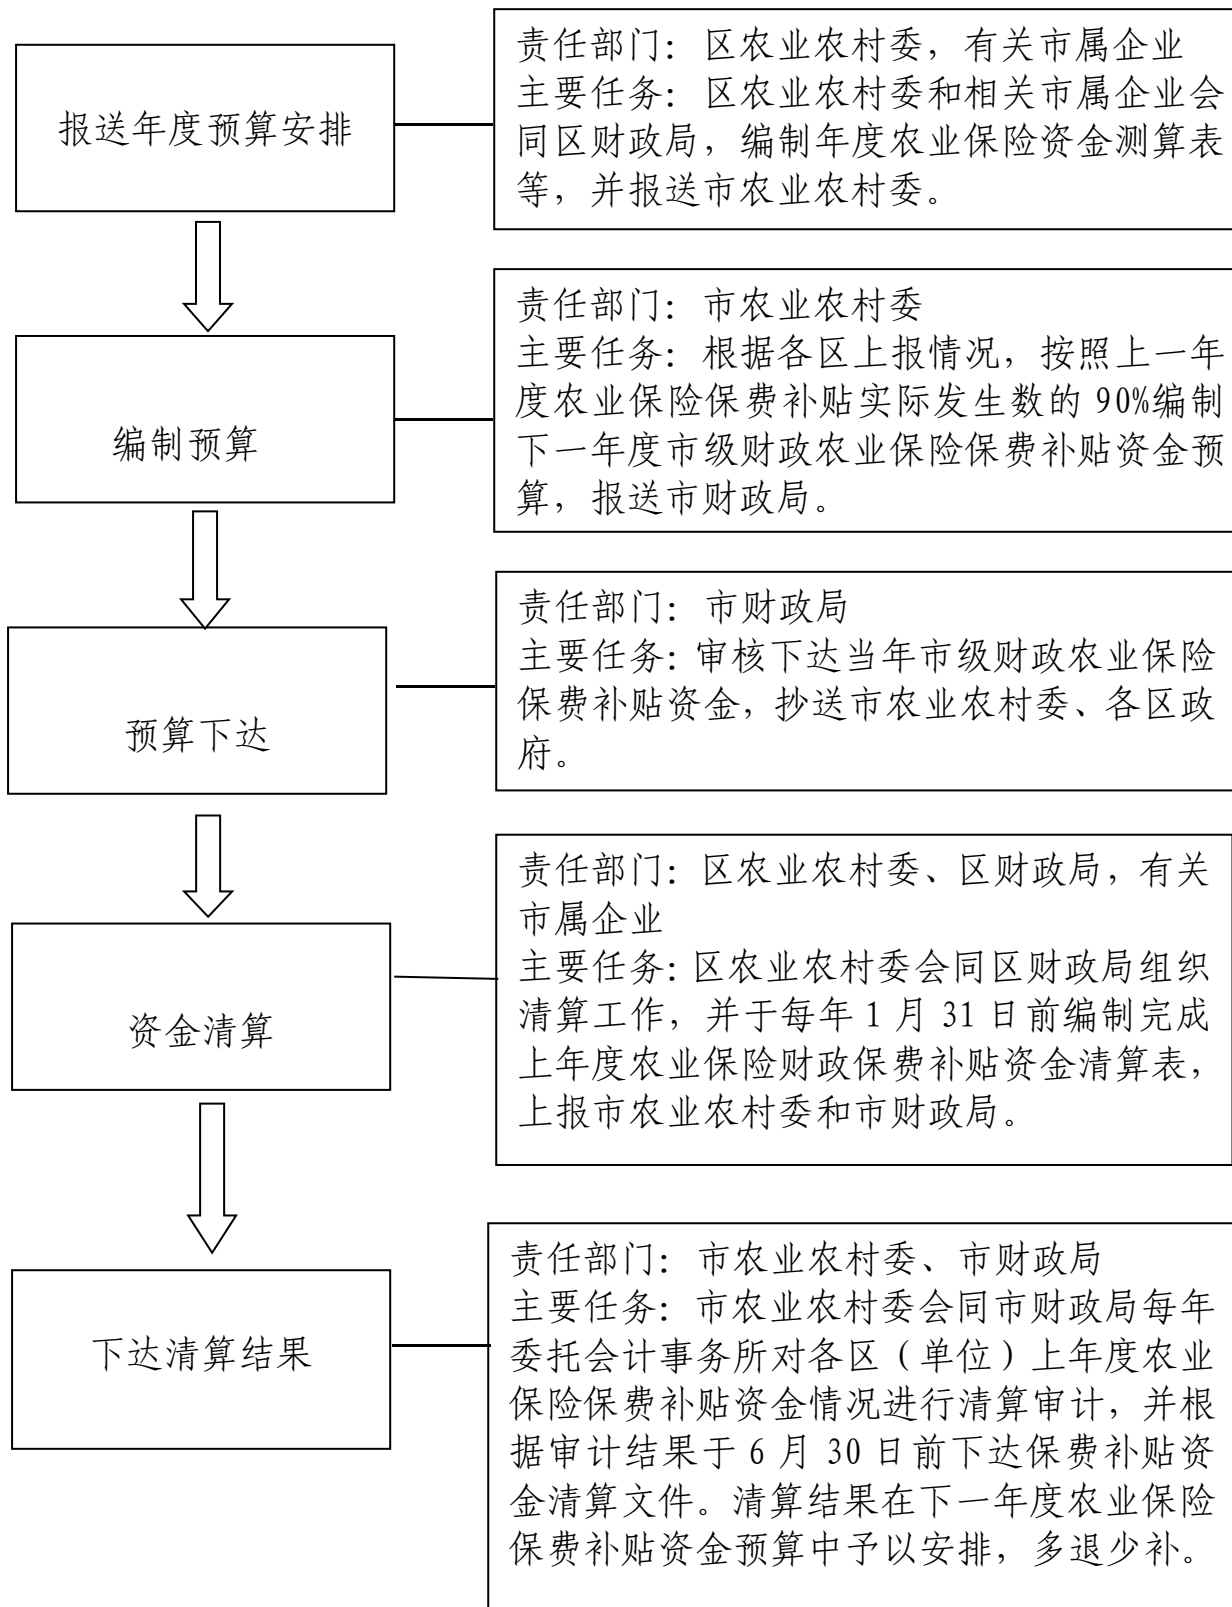 报送年度预算安排
责任部门：区农业农村委，有关市属企业
主要任务：区农业农村委和相关市属企业会
同区财政局，编制年度农业保险资金测算表
等，并报送市农业农村委。
编制预算
责任部门：市农业农村委
主要任务：根据各区上报情况，按照上一年
度农业保险保费补贴实际发生数的 90%编制
下一年度市级财政农业保险保费补贴资金预
算，报送市财政局。
预算下达
责任部门：市财政局
主要任务：审核下达当年市级财政农业保险
保费补贴资金，抄送市农业农村委、各区政
府。
资金清算
责任部门：区农业农村委、区财政局，有关
市属企业
主要任务：区农业农村委会同区财政局组织
清算工作，并于每年 1 月 31 日前编制完成
上年度农业保险财政保费补贴资金清算表，
上报市农业农村委和市财政局。
下达清算结果
责任部门：市农业农村委、市财政局
主要任务：市农业农村委会同市财政局每年
委托会计事务所对各区（单位）上年度农业
保险保费补贴资金情况进行清算审计，并根
据审计结果于 6 月 30 日前下达保费补贴资
金清算文件。清算结果在下一年度农业保险
保费补贴资金预算中予以安排，多退少补。